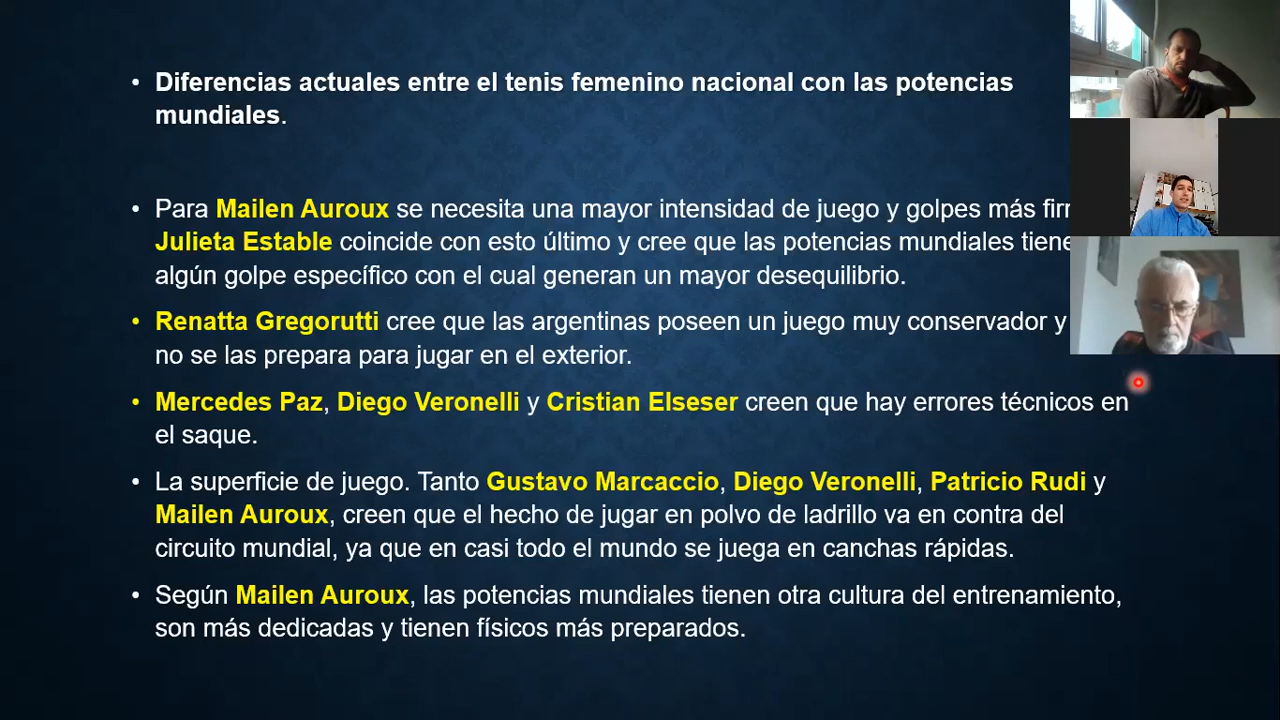 • Diferencias actuales entre el tenis femenino nacional con las potencias
mundiales.
• Para Mailen Auroux se necesita una mayor intensidad de juego y golpes más
Julieta Estable coincide con esto último y cree que las potencias mundiales
algún golpe específico con el cual generan un mayor desequilibrio.
• Renatta Gregorutti cree que las argentinas poseen un juego muy conservador y
no se las prepara para jugar en el exterior.
• Mercedes Paz, Diego Veronelli y Cristian Elseser creen que hay errores técnicos en
el saque.
• La superficie de juego. Tanto Gustavo Marcaccio, Diego Veronelli, Patricio Rudi y
Mailen Auroux, creen que el hecho de jugar en polvo de ladrillo va en contra del
circuito mundial, ya que en casi todo el mundo se juega en canchas rápidas.
• Según Mailen Auroux, las potencias mundiales tienen otra cultura del entrenamiento,
son más dedicadas y tienen físicos más preparados.